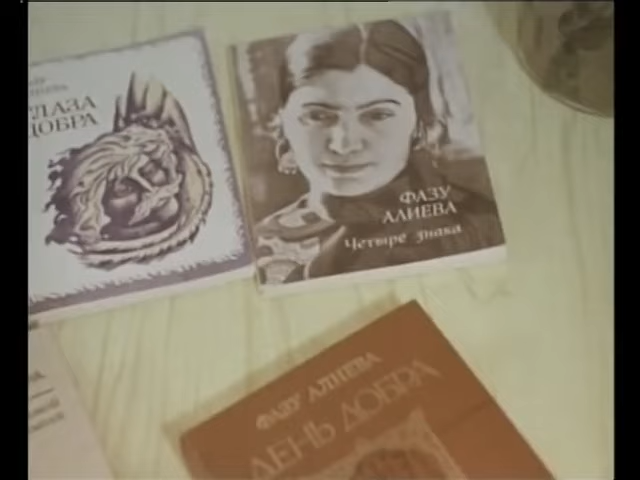 ГЛАЗА
ДОБРА
ФАЗУ
АЛИЕВА
Четыре знака
ФАЗУ АЛИЕВА
ДЕНЬ ДОБРА